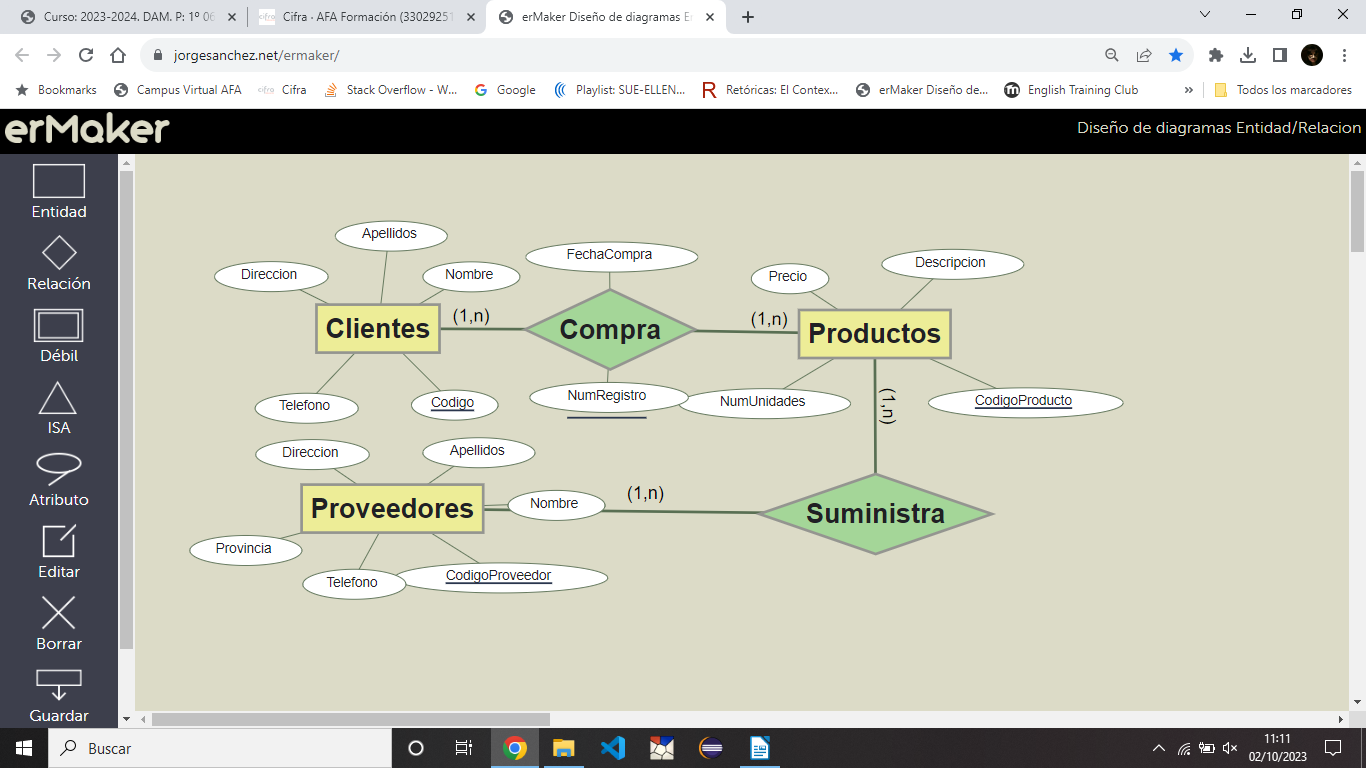 Curso: 2023-2024. DAM. P: 1º 06
Cifra · AFA Formación (33029251
erMaker Diseño de diagramas E
jorgesanchez.net/ermaker/
Bookmarks
Campus Virtual AFA
Cifra
Stack Overflow - W...
Google
Playlist: SUE-ELLEN...
Retóricas: El Contex...
erMaker Diseño de...
English Training Club
»
Todos los marcadores
erMaker
Diseño de diagramas Entidad/Relacion
Entidad
Relación
Débil
ISA
Atributo
Editar
Borrar
Guardar
Apellidos
Direccion
Nombre
Clientes
(1,n)
Telefono
Codigo
FechaCompra
Compra
NumRegistro
(1,n)
Precio
Descripcion
Productos
NumUnidades
CodigoProducto
(1,n)
Direccion
Apellidos
Proveedores
Nombre
(1,n)
Suministra
Provincia
Telefono
CodigoProveedor
Buscar
11:11
02/10/2023